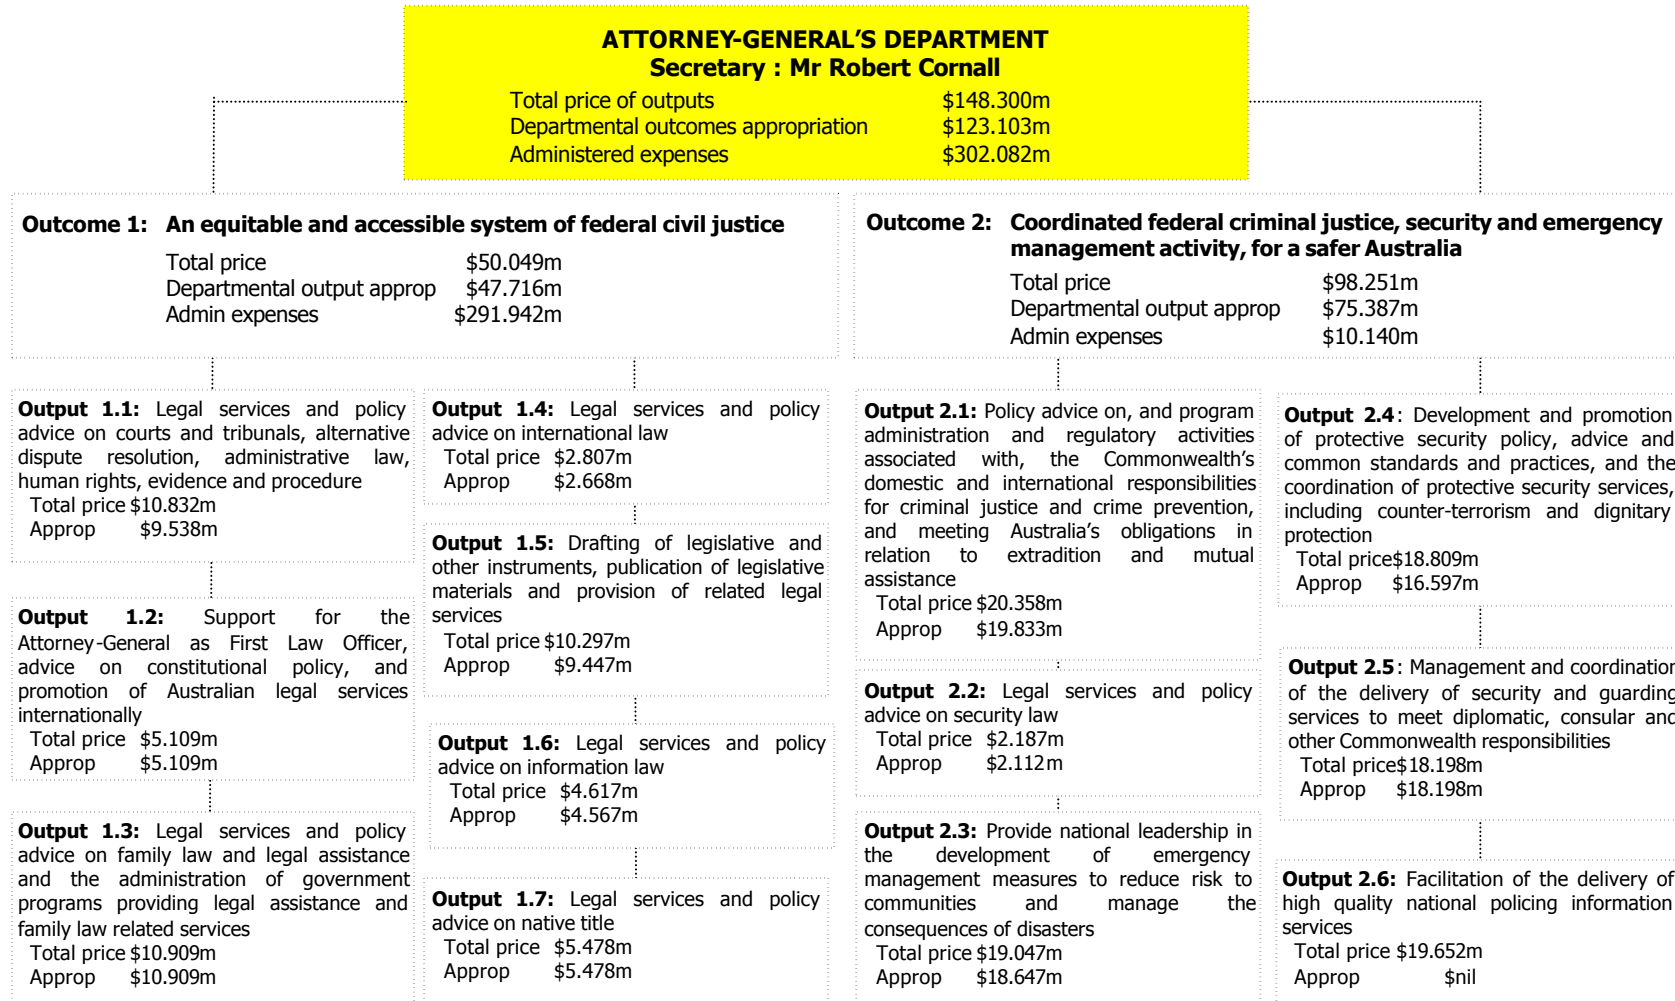 ATTORNEY-GENERAL'S DEPARTMENT
Secretary : Mr Robert Cornall
Total price of outputs $148.300m
Departmental outcomes appropriation $123.103m
Administered expenses $302.082m
Outcome 1: An equitable and accessible system of federal civil justice
Total price $50.049m
Departmental output approp $47.716m
Admin expenses $291.942m
Outcome 2: Coordinated federal criminal justice, security and emergency
management activity, for a safer Australia
Total price $98.251m
Departmental output approp $75.387m
Admin expenses $10.140m
Output 1.1: Legal services and policy
advice on courts and tribunals, alternative
dispute resolution, administrative law,
human rights, evidence and procedure
Total price $10.832m
Approp $9.538m
Output 1.2: Support for the
Attorney-General as First Law Officer,
advice on constitutional policy, and
promotion of Australian legal services
internationally
Total price $5.109m
Approp $5.109m
Output 1.3: Legal services and policy
advice on family law and legal assistance
and the administration of government
programs providing legal assistance and
family law related services
Total price $10.909m
Approp $10.909m
Output 1.4: Legal services and policy
advice on international law
Total price $2.807m
Approp $2.668m
Output 1.5: Drafting of legislative and
other instruments, publication of legislative
materials and provision of related legal
services
Total price $10.297m
Approp $9.447m
Output 1.6: Legal services and policy
advice on information law
Total price $4.617m
Approp $4.567m
Output 1.7: Legal services and policy
advice on native title
Total price $5.478m
Approp $5.478m
Output 2.1: Policy advice on, and program
administration and regulatory activities
associated with, the Commonwealth's
domestic and international responsibilities
for criminal justice and crime prevention,
and meeting Australia's obligations in
relation to extradition and mutual
assistance
Total price $20.358m
Approp $19.833m
Output 2.2: Legal services and policy
advice on security law
Total price $2.187m
Approp $2.112m
Output 2.3: Provide national leadership in
the development of emergency
management measures to reduce risk to
communities and manage the
consequences of disasters
Total price $19.047m
Approp $18.647m
Output 2.4: Development and promotion
of protective security policy, advice and
common standards and practices, and the
coordination of protective security services,
including counter-terrorism and dignitary
protection
Total price$18.809m
Approp $16.597m
Output 2.5: Management and coordination
of the delivery of security and guarding
services to meet diplomatic, consular and
other Commonwealth responsibilities
Total price$18.198m
Approp $18.198m
Output 2.6: Facilitation of the delivery of
high quality national policing information
services
Total price $19.652m
Approp $nil